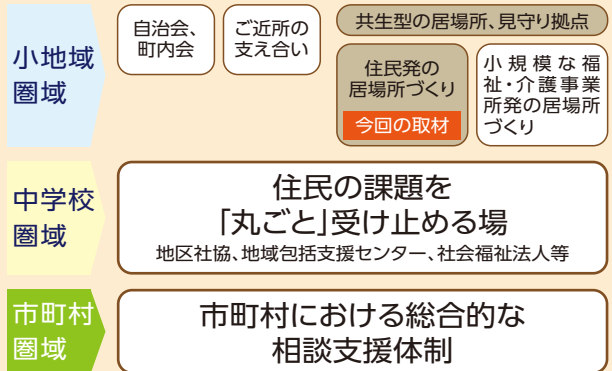 小地域
圏域
自治会、
町内会
ご近所の
支え合い
共生型の居場所、見守り拠点
住民発の
居場所づくり
今回の取材
小規模な福
祉・介護事業
所発の居場所
づくり
中学校
圏域
住民の課題を
「丸ごと」受け止める場
地区社協、地域包括支援センター、社会福祉法人等
市町村
圏域
市町村における総合的な
相談支援体制